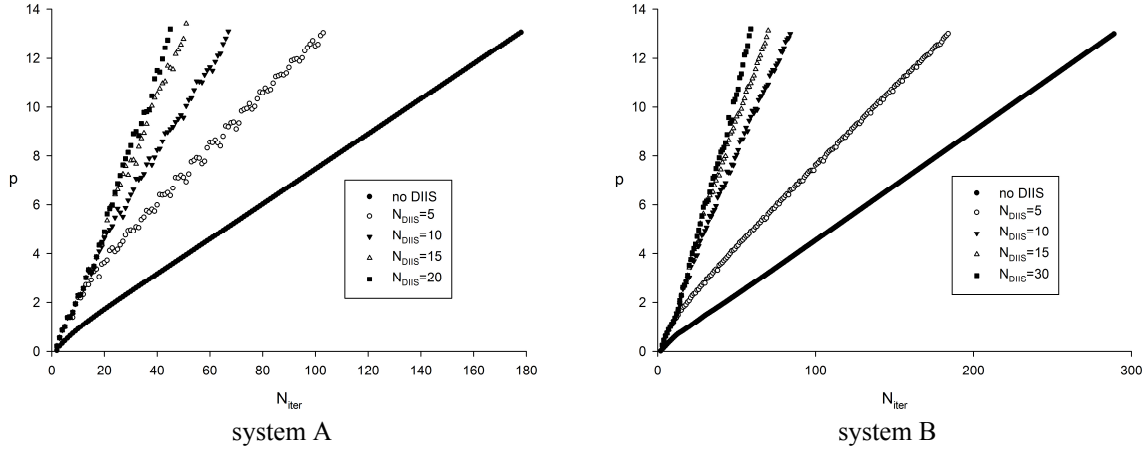 14
12
10
8
p
6
4
2
0
0 20 40 60 80 100 120 140 160 180
N_iter
no DIIS
N_DIIS=5
N_DIIS=10
N_DIIS=15
N_DIIS=20
system A
14
12
10
8
p
6
4
2
0
0 100 200 300
N_iter
no DIIS
N_DIIS=5
N_DIIS=10
N_DIIS=15
N_DIIS=30
system B